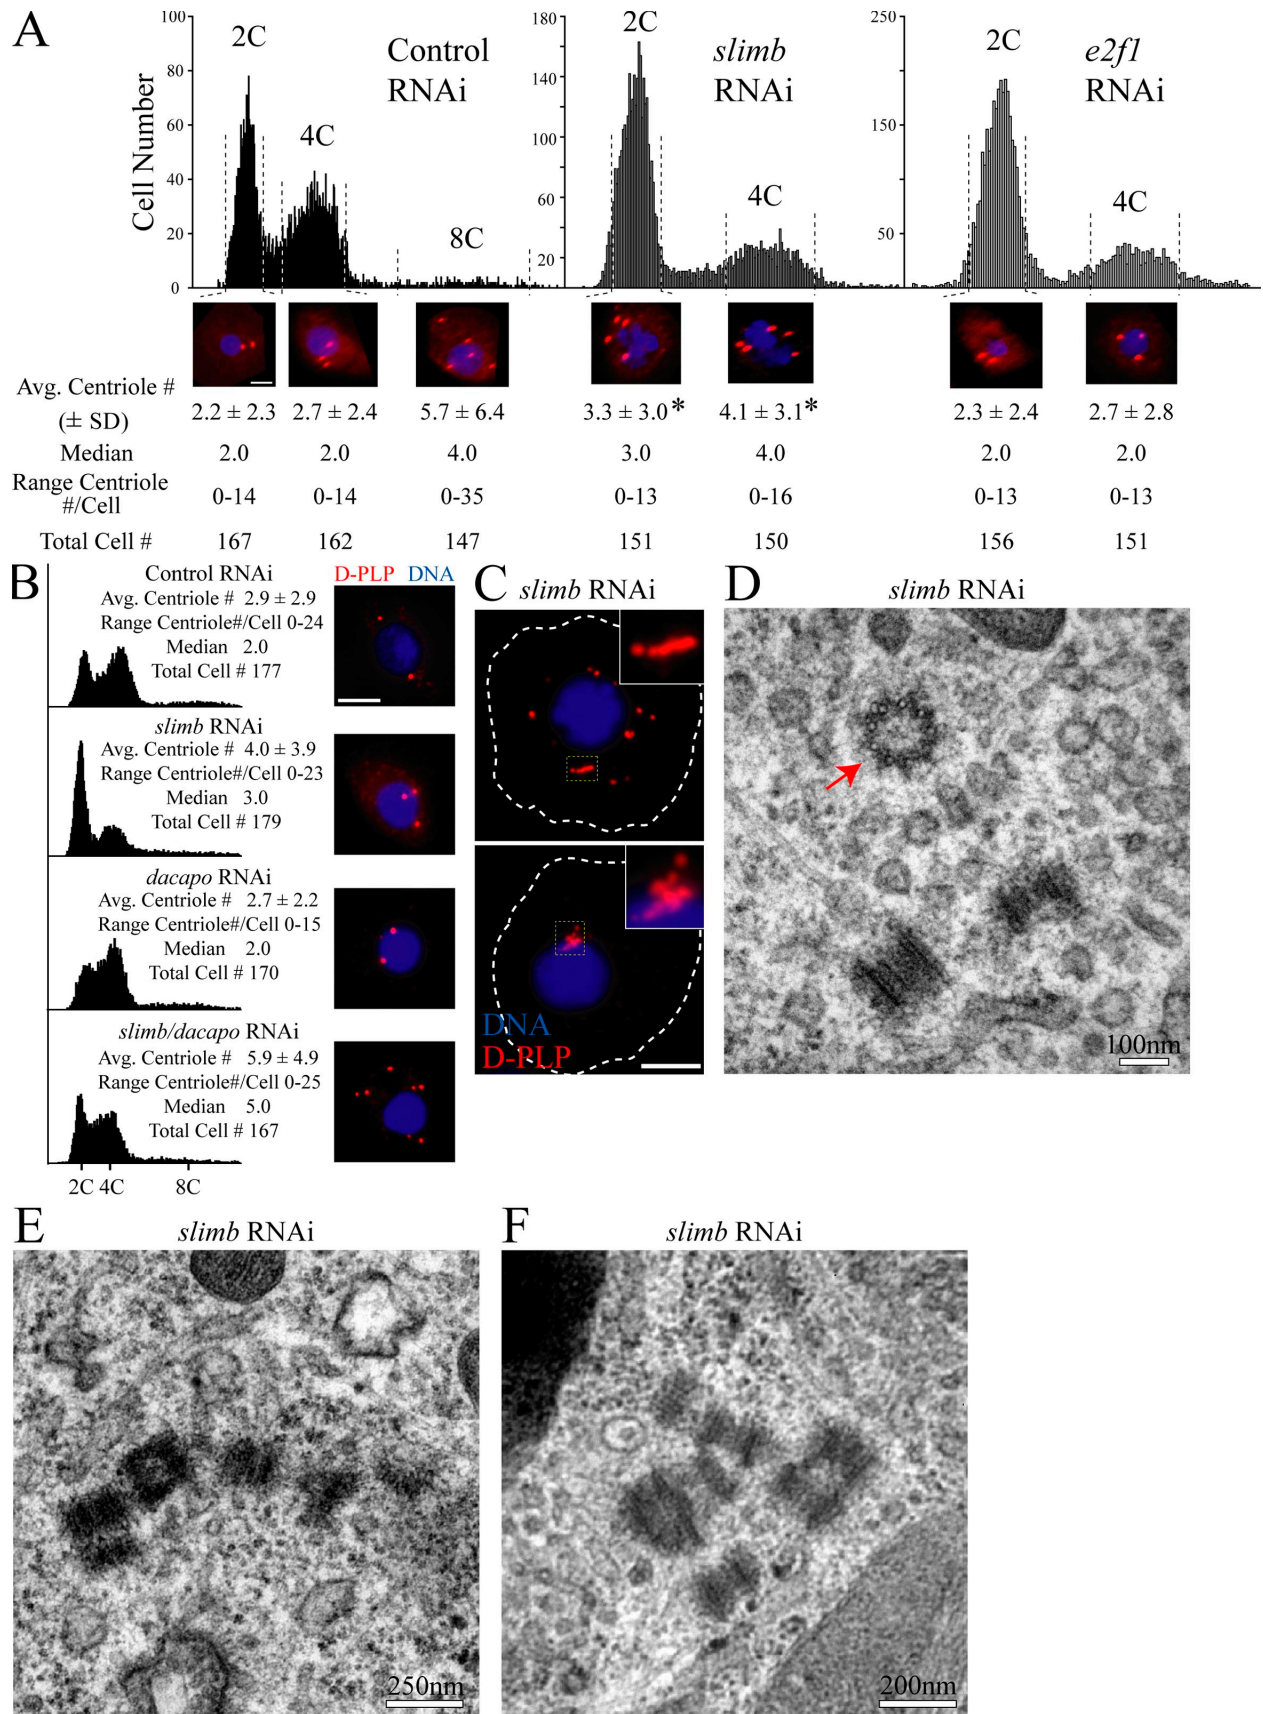 A
Cell Number
100
80
60
40
20
0
2C
4C
8C
Control
RNAi
180
140
100
60
20
2C
4C
slimb
RNAi
250
150
50
2C
4C
e2f1
RNAi
Avg. Centriole #
(± SD)
2.2 ± 2.3 2.7 ± 2.4 5.7 ± 6.4 3.3 ± 3.0* 4.1 ± 3.1* 2.3 ± 2.4 2.7 ± 2.8
Median 2.0 2.0 4.0 3.0 4.0 2.0 2.0
Range Centriole
#/Cell
0-14 0-14 0-35 0-13 0-16 0-13 0-13
Total Cell # 167 162 147 151 150 156 151
B
Control RNAi
Avg. Centriole # 2.9 ± 2.9
Range Centriole#/Cell 0-24
Median 2.0
Total Cell # 177
slimb RNAi
Avg. Centriole # 4.0 ± 3.9
Range Centriole#/Cell 0-23
Median 3.0
Total Cell # 179
dacapo RNAi
Avg. Centriole # 2.7 ± 2.2
Range Centriole#/Cell 0-15
Median 2.0
Total Cell # 170
slimb/dacapo RNAi
Avg. Centriole # 5.9 ± 4.9
Range Centriole#/Cell 0-25
Median 5.0
Total Cell # 167
2C 4C 8C
D-PLP DNA
C
slimb RNAi
DNA
D-PLP
D
slimb RNAi
100nm
E
slimb RNAi
250nm
F
slimb RNAi
200nm